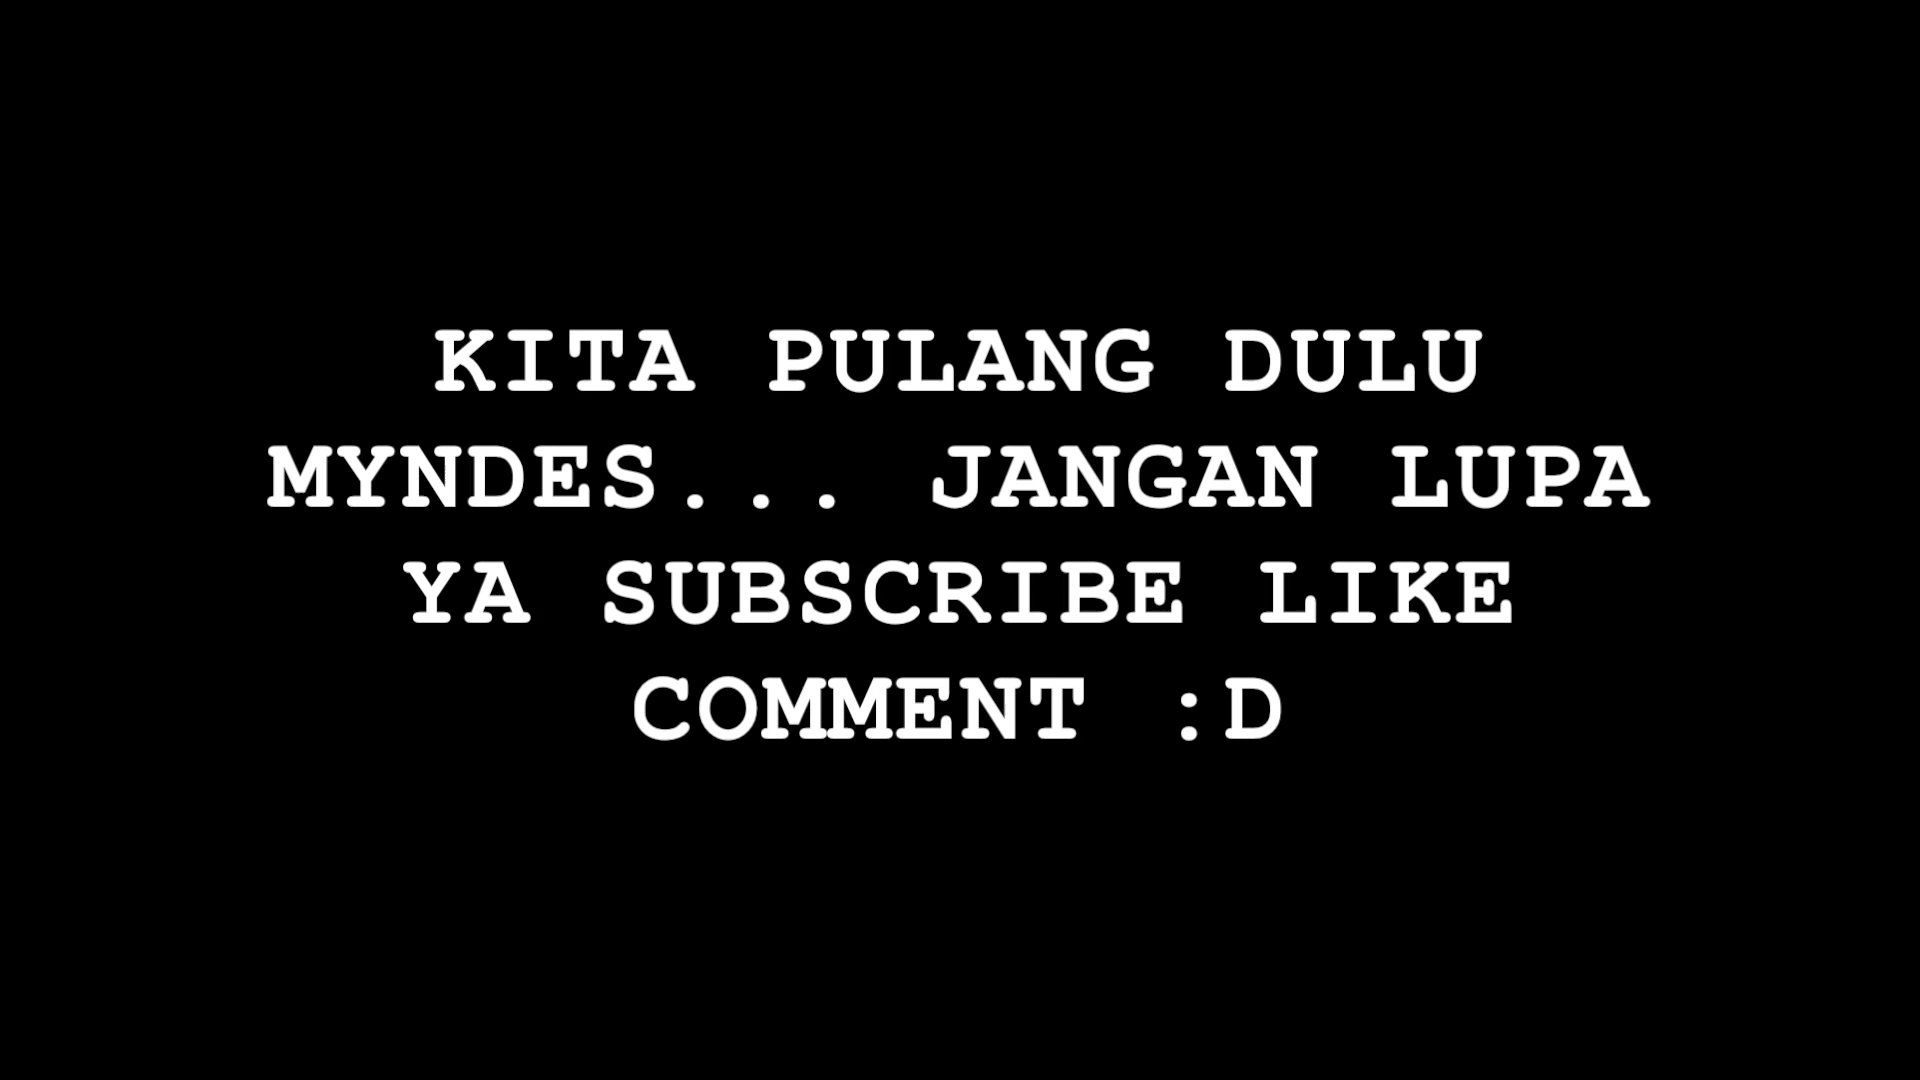 KITA PULANG DULU
MYNDES... JANGAN LUPA
YA SUBSCRIBE LIKE
COMMENT :D